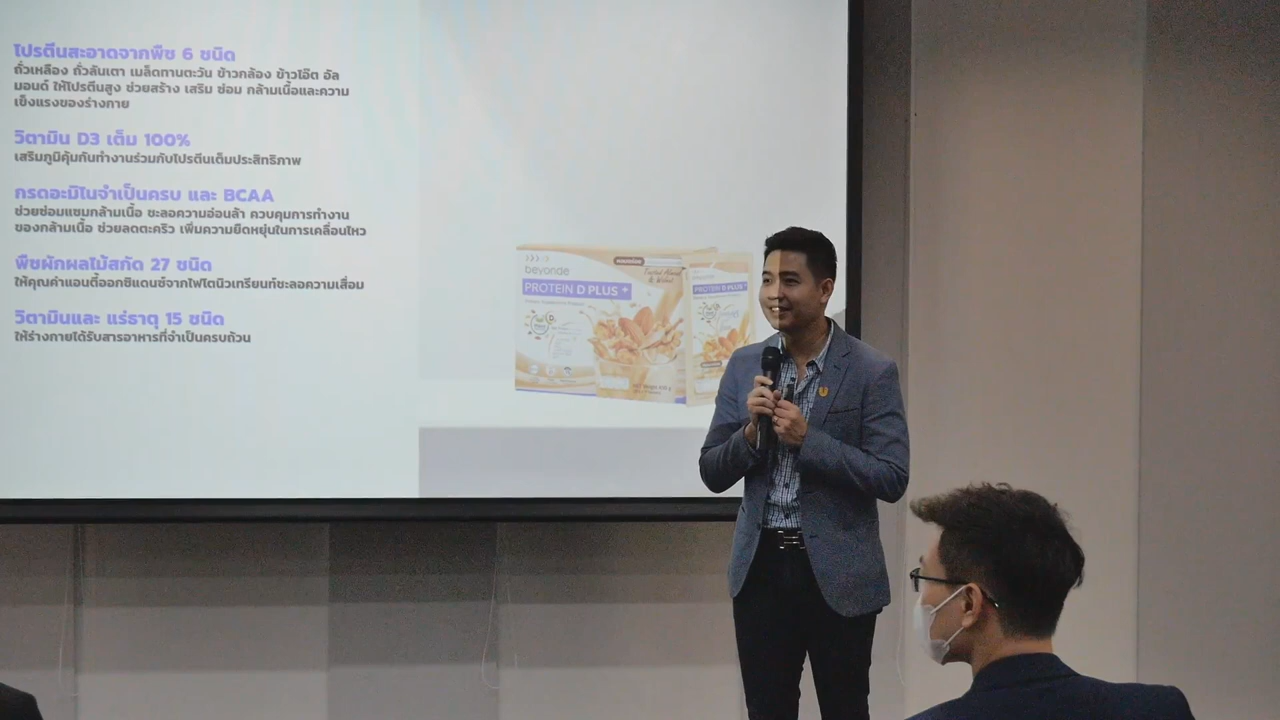 โปรตีนสะอาดจากพืช 6 ชนิด
ถั่วเหลือง ถั่วลันเตา เมล็ดทานตะวัน ข้าวกล้อง ข้าวโอ๊ต อัล
มอนด์ ให้โปรตีนสูง ช่วยสร้าง เสริม ซ่อม กล้ามเนื้อและความ
เข็งแรงของร่างกาย
วิตามิน D3 เต็ม 100%
เสริมภูมิคุ้นกันทำงานร่วมกับโปรตีนเต็มประสิทธิภาพ
กรดอะมิโนจำเป็นครบ และ BCAA
ช่วยซ่อมแซมกล้ามเนื้อ ชะลอความอ่อนล้า ควบคุมการทำงาน
ของกล้ามเนื้อ ช่วยลดตะคริว เพิ่มความยืดหยุ่นในการเคลื่อนไหว
พืชผักผลไม้สกัด 27 ชนิด
ให้คุณค่าแอนตี้ออกซิแดนซ์จากไฟโตนิวเทรียนท์ชะลอความเสื่อม
วิตามินและ แร่ธาตุ 15 ชนิด
ให้ร่างกายได้รับสารอาหารที่จำเป็นครบถ้วน
beyonde
PROTEIN D PLUS +
PROTEIN D PLUS +